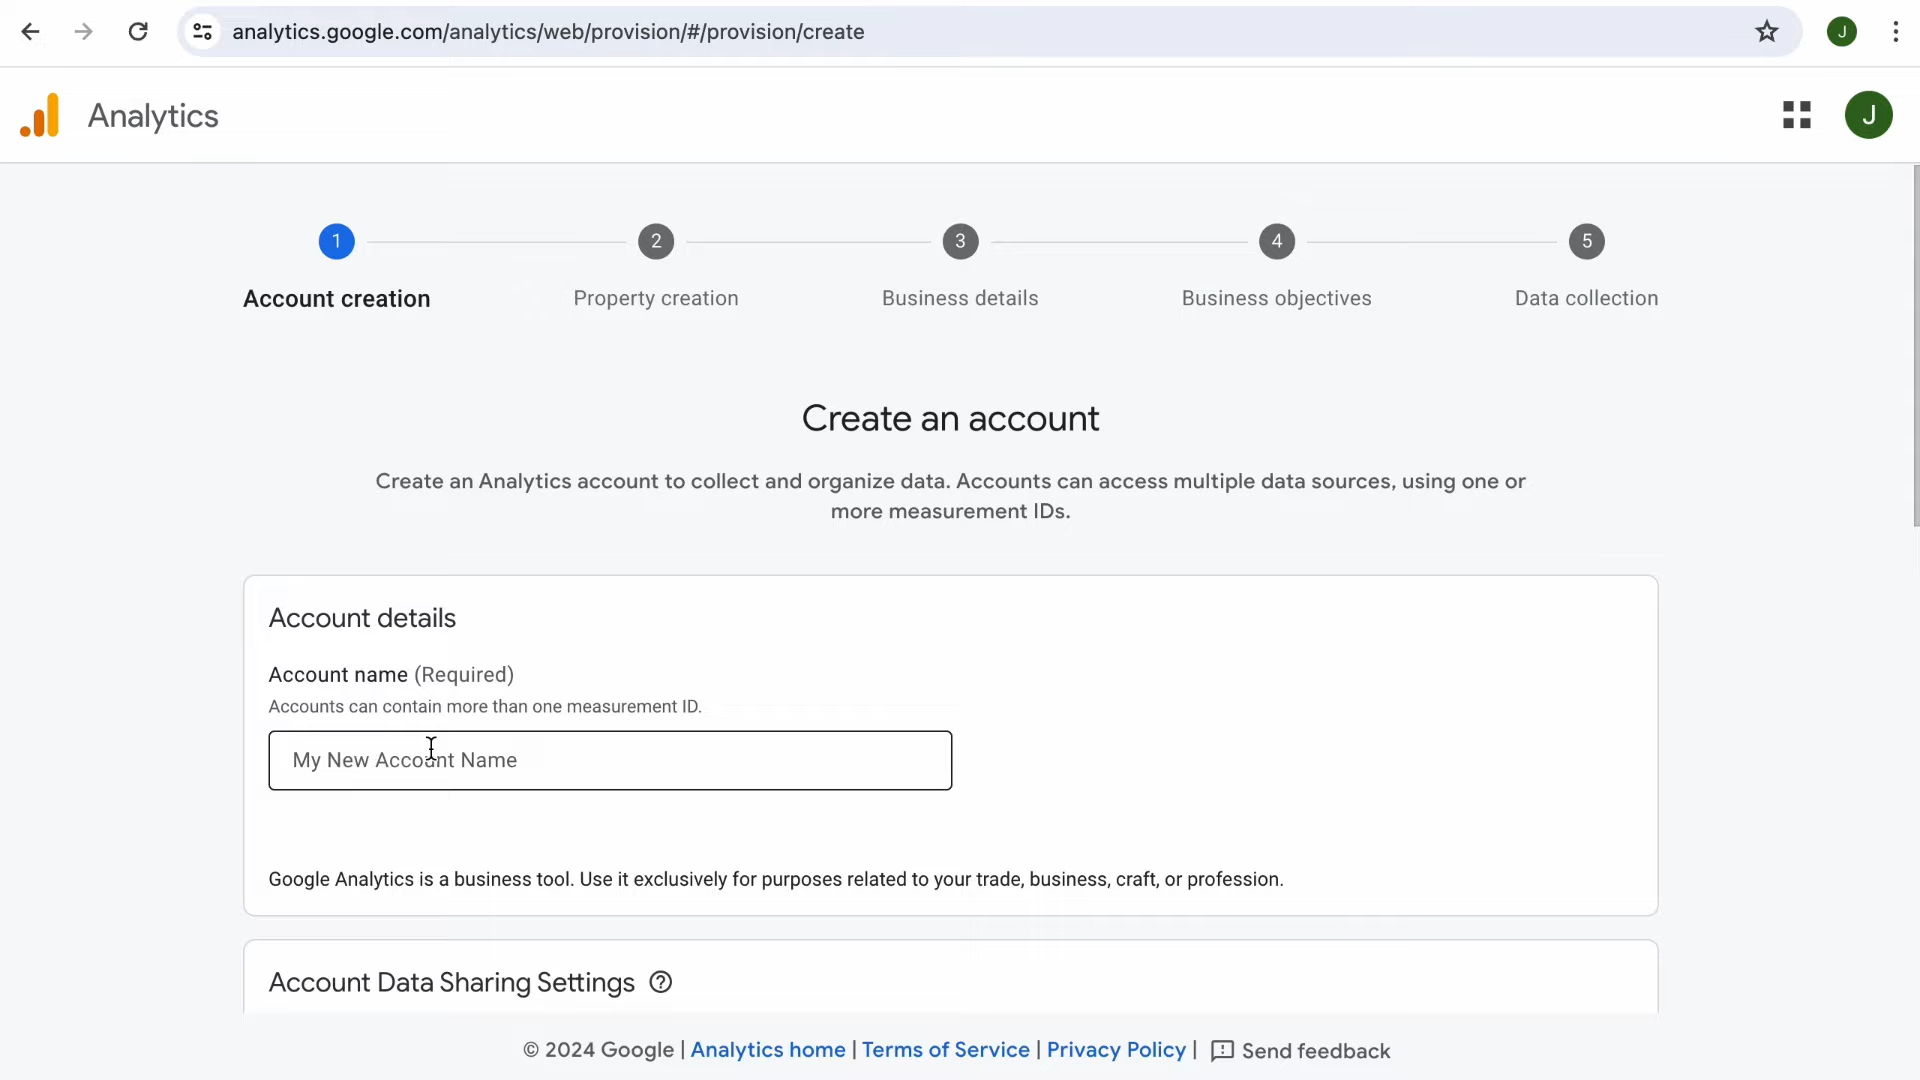 analytics.google.com/analytics/web/provision/#/provision/create
J
Analytics
J
1
2
3
4
5
Account creation
Property creation
Business details
Business objectives
Data collection
Create an account
Create an Analytics account to collect and organize data. Accounts can access multiple data sources, using one or
more measurement IDs.
Account details
Account name (Required)
Accounts can contain more than one measurement ID.
My New Account Name
Google Analytics is a business tool. Use it exclusively for purposes related to your trade, business, craft, or profession.
Account Data Sharing Settings
© 2024 Google | Analytics home | Terms of Service | Privacy Policy | Send feedback